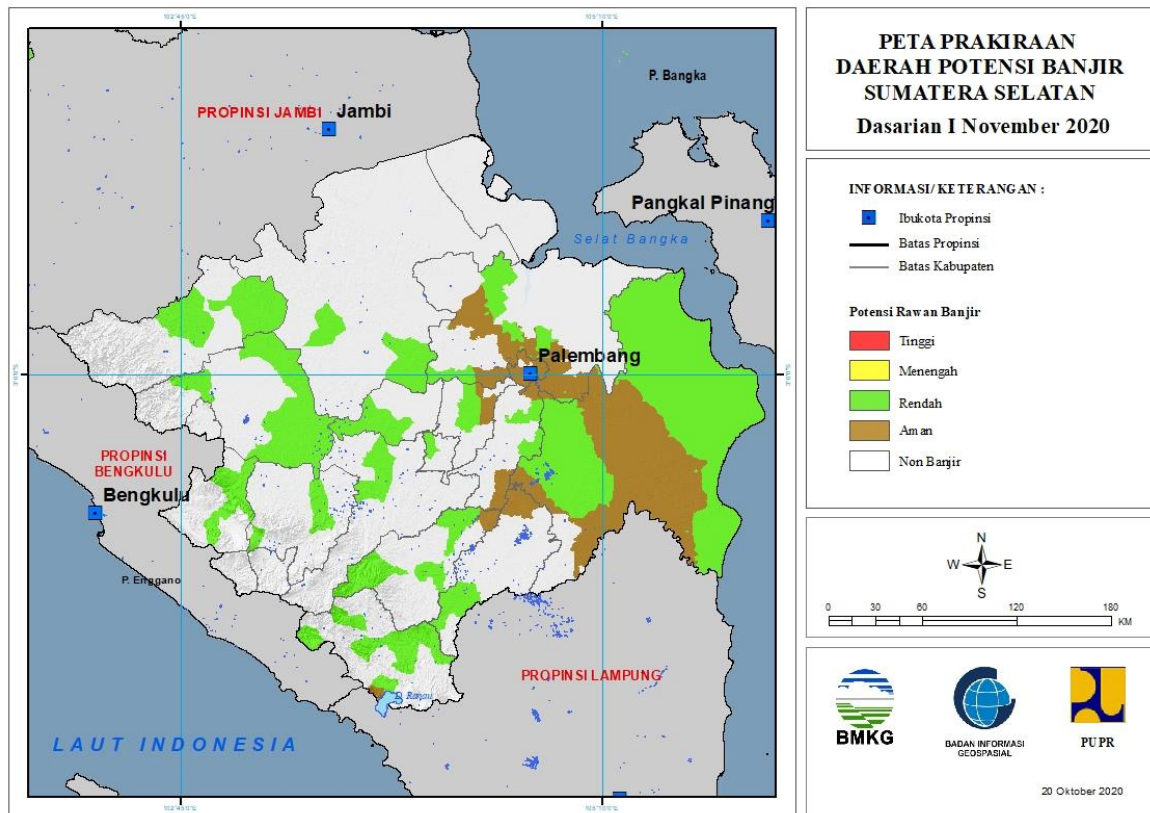 PETA PRAKIRAAN
DAERAH POTENSI BANJIR
SUMATERA SELATAN
Dasarian I November 2020
INFORMASI/KETERANGAN :
Ibukota Propinsi
Batas Propinsi
Batas Kabupaten
Potensi Rawan Banjir
Tinggi
Menengah
Rendah
Aman
Non Banjir
N
W E
S
0 30 60 120 180
KM
BMKG
BADAN INFORMASI
GEOSPASIAL
PUPR
20 Oktober 2020
P. Bangka
PROPINSI JAMBI
Jambi
Pangkal Pinang
Selat Bangka
Palembang
PROPINSI
BENGKULU
Bengkulu
P. Enggano
PROPINSI LAMPUNG
D. Ranau
LAUT INDONESIA